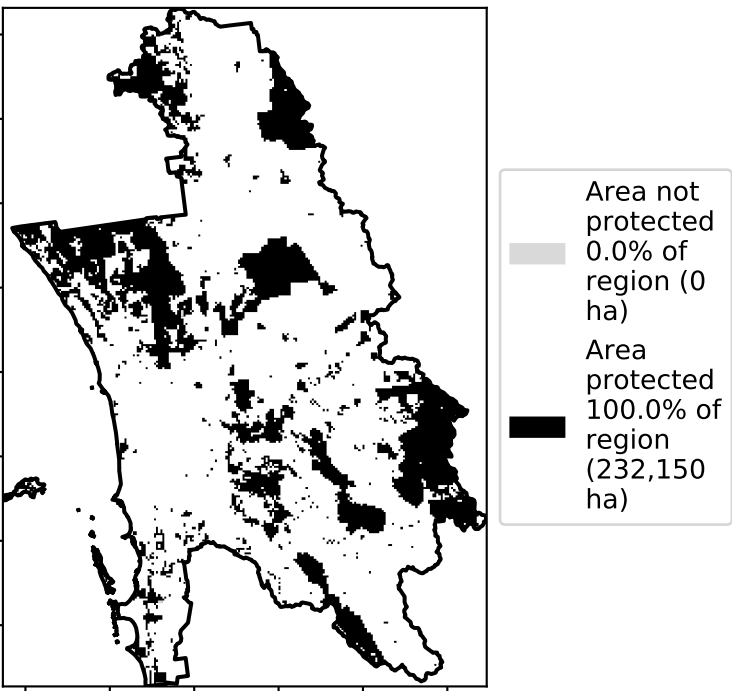 Area not
protected
0.0% of
region (0
ha)
Area
protected
100.0% of
region
(232,150
ha)